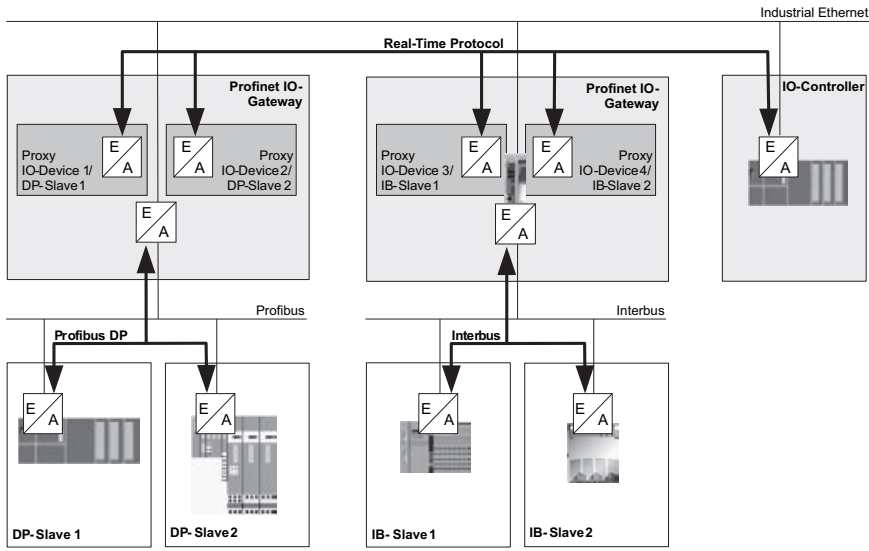 Industrial Ethernet
Real-Time Protocol
Profinet IO-
Gateway
Proxy
IO-Device 1/
DP-Slave 1
E
A
E
A
Proxy
IO-Device 2/
DP-Slave 2
E
A
Profinet IO-
Gateway
Proxy
IO-Device 3/
IB-Slave 1
E
A
E
A
Proxy
IO-Device 4/
IB-Slave 2
E
A
IO-Controller
E
A
Profibus
Profibus DP
Interbus
Interbus
E
A
DP-Slave 1
E
A
DP-Slave 2
E
A
IB-Slave 1
E
A
IB-Slave 2